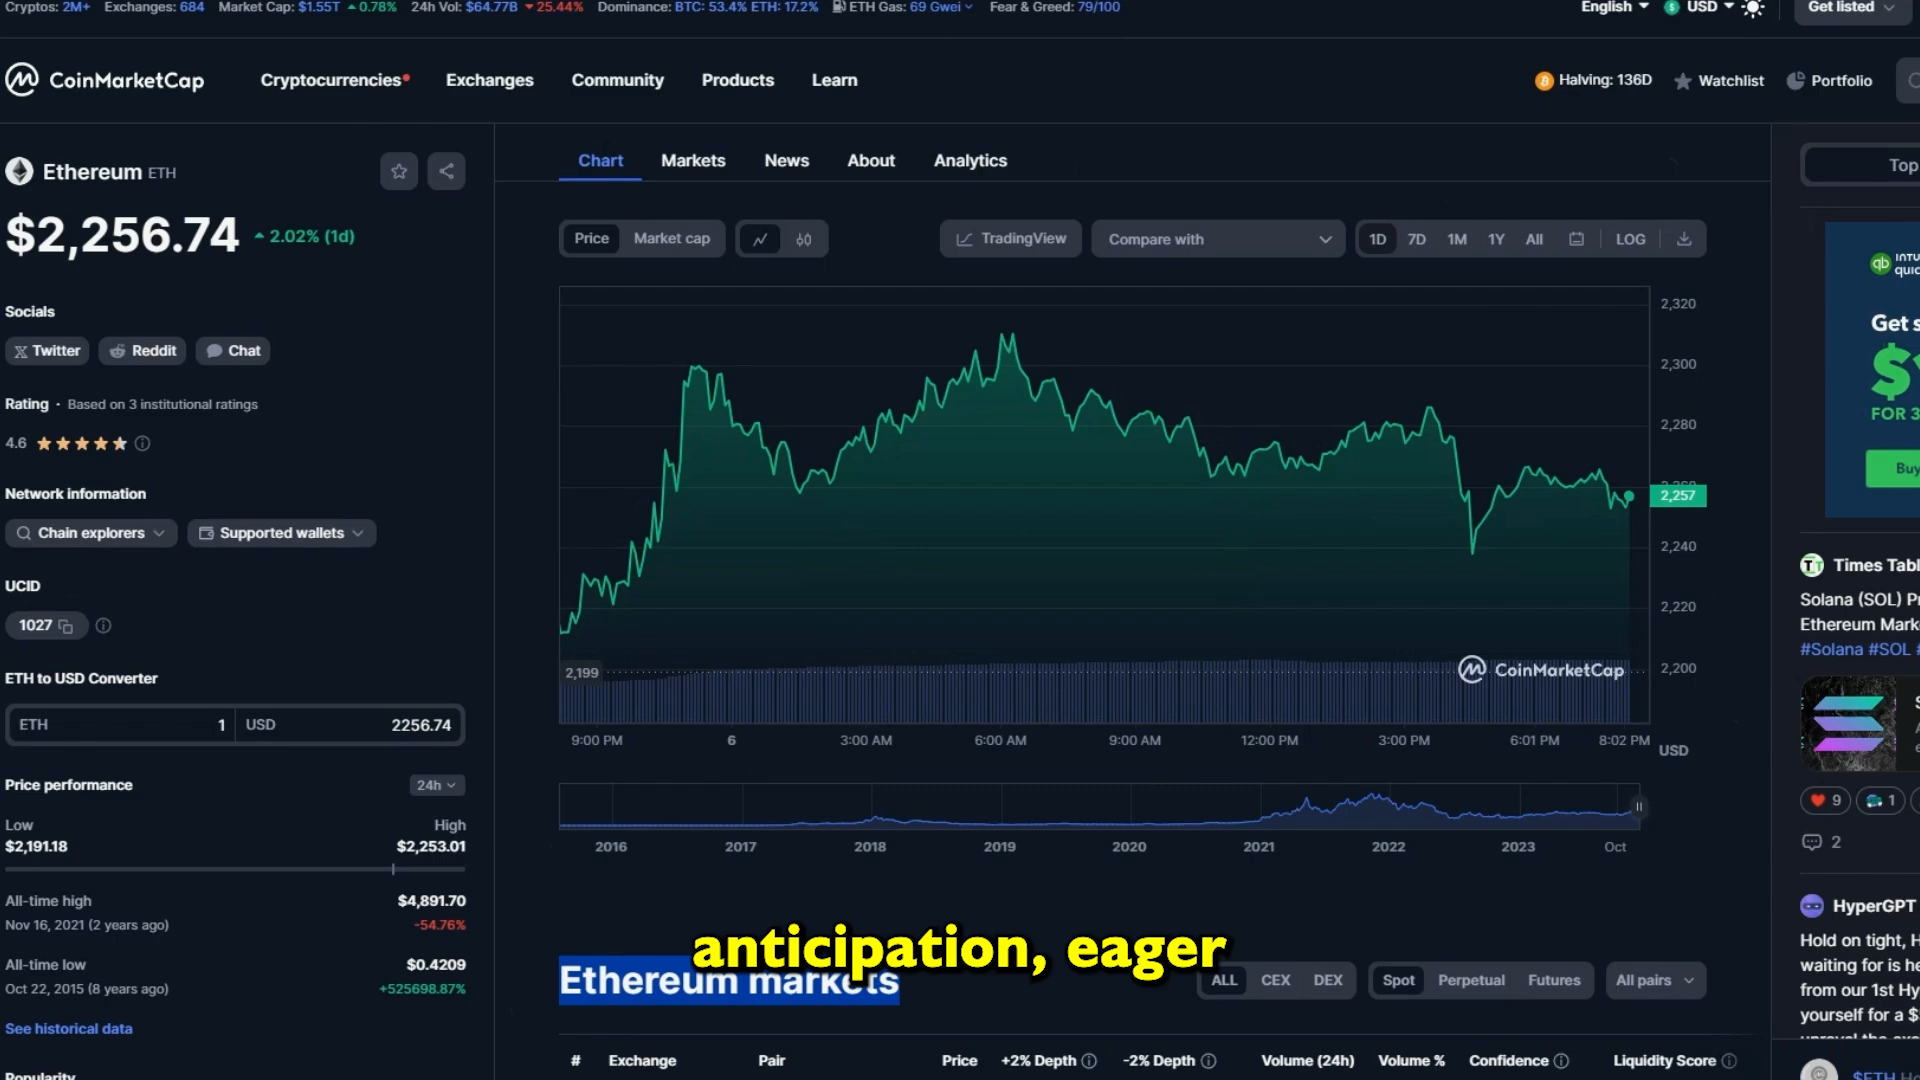 Cryptos: 2M+ Exchanges: 684 Market Cap: $1.55T 0.78% 24h Vol: $64.77B 25.44% Dominance: BTC: 53.4% ETH: 17.2% ETH Gas: 69 Gwei Fear & Greed: 79/100 English USD Get listed
CoinMarketCap Cryptocurrencies Exchanges Community Products Learn Halving: 136D Watchlist Portfolio
Chart Markets News About Analytics
Top
Ethereum ETH
$2,256.74 2.02% (1d)
Price Market cap TradingView Compare with 1D 7D 1M 1Y All LOG
Socials
Twitter Reddit Chat
Rating · Based on 3 institutional ratings
4.6
Network information
Chain explorers Supported wallets
UCID
1027
ETH to USD Converter
ETH 1 USD 2256.74
Price performance 24h
Low High
$2,191.18 $2,253.01
All-time high $4,891.70
Nov 16, 2021 (2 years ago) -54.76%
All-time low $0.4209
Oct 22, 2015 (8 years ago) +525698.87%
See historical data
Popularity
2,320
2,300
2,280
2,257
2,240
2,220
2,200
2,199
CoinMarketCap
9:00 PM 6 3:00 AM 6:00 AM 9:00 AM 12:00 PM 3:00 PM 6:01 PM 8:02 PM USD
2016 2017 2018 2019 2020 2021 2022 2023 Oct
anticipation, eager
Ethereum markets ALL CEX DEX Spot Perpetual Futures All pairs
# Exchange Pair Price +2% Depth -2% Depth Volume (24h) Volume % Confidence Liquidity Score
qb
Get s
FOR 3
Buy
Times Tabl
Solana (SOL) P
Ethereum Mark
#Solana #SOL
9 1
2
HyperGPT
Hold on tight, H
waiting for is he
from our 1st Hy
yourself for a $
$ETH